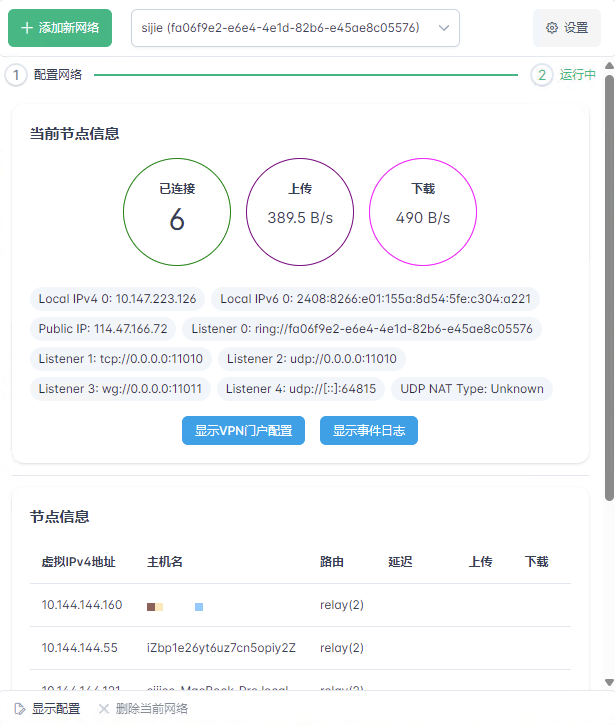 添加新网络 sijie (fa06f9e2-e6e4-4e1d-82b6-e45ae8c05576) 设置
1 配置网络 2 运行中
当前节点信息
已连接 上传 下载
6 389.5 B/s 490 B/s
Local IPv4 0: 10.147.223.126 Local IPv6 0: 2408:8266:e01:155a:8d54:5fe:c304:a221
Public IP: 114.47.166.72 Listener 0: ring://fa06f9e2-e6e4-4e1d-82b6-e45ae8c05576
Listener 1: tcp://0.0.0.0:11010 Listener 2: udp://0.0.0.0:11010
Listener 3: wg://0.0.0.0:11011 Listener 4: udp://[::]:64815 UDP NAT Type: Unknown
显示VPN门户配置 显示事件日志
节点信息
虚拟IPv4地址 主机名 路由 延迟 上传 下载
10.144.144.160 relay(2)
10.144.144.55 iZbp1e26yt6uz7cn5opiy2Z relay(2)
10.144.144.121 sijies-MacBook-Pro.local relay(2)
显示配置 删除当前网络